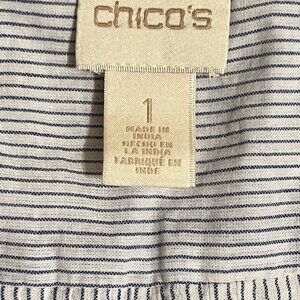 chico's
1
MADE IN
INDIA
HECHO EN
LA INDIA
FABRIQUÉ EN
INDE